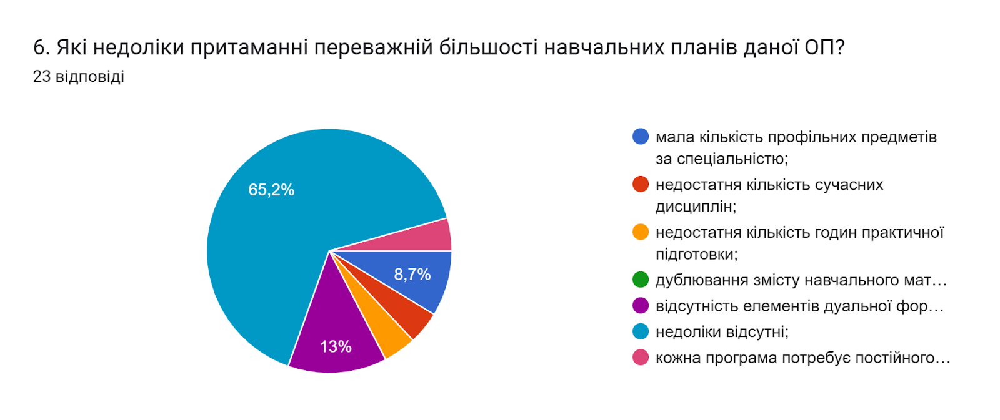 6. Які недоліки притаманні переважній більшості навчальних планів даної ОП?
23 відповіді
65,2%
8,7%
13%
мала кількість профільних предметів
за спеціальністю;
недостатня кількість сучасних
дисциплін;
недостатня кількість годин практичної
підготовки;
дублювання змісту навчального мат…
відсутність елементів дуальної фор…
недоліки відсутні;
кожна програма потребує постійного…